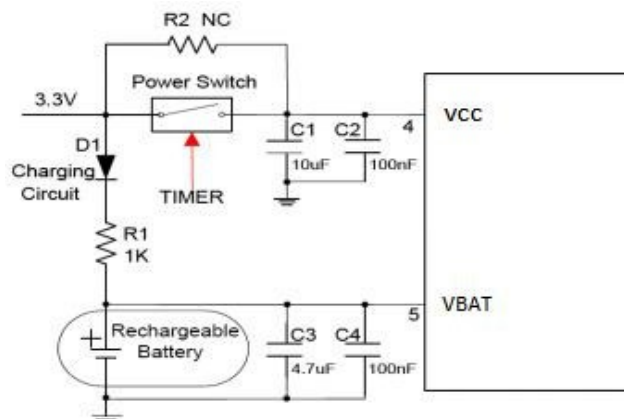 R2 NC
Power Switch
3.3V
D1
Charging
Circuit
TIMER
C1
10uF
C2
100nF
4
VCC
R1
1K
5
VBAT
+
Rechargeable
Battery
C3
4.7uF
C4
100nF